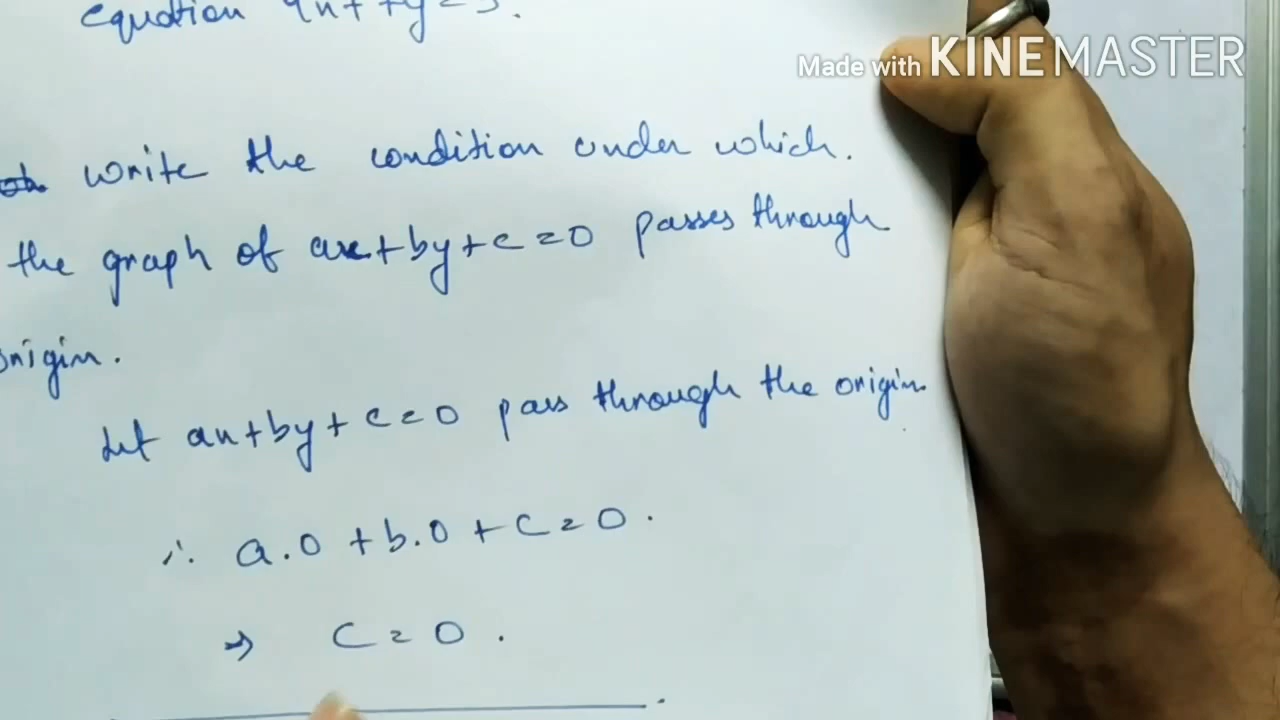 equation
Made with KINEMASTER
write the condition under which.
the graph of ax+by+c=0 passes through
origin.
Let ax+by+c=0 pass through the origin.
∴ a.0 + b.0 + c = 0.
⇒ c = 0.